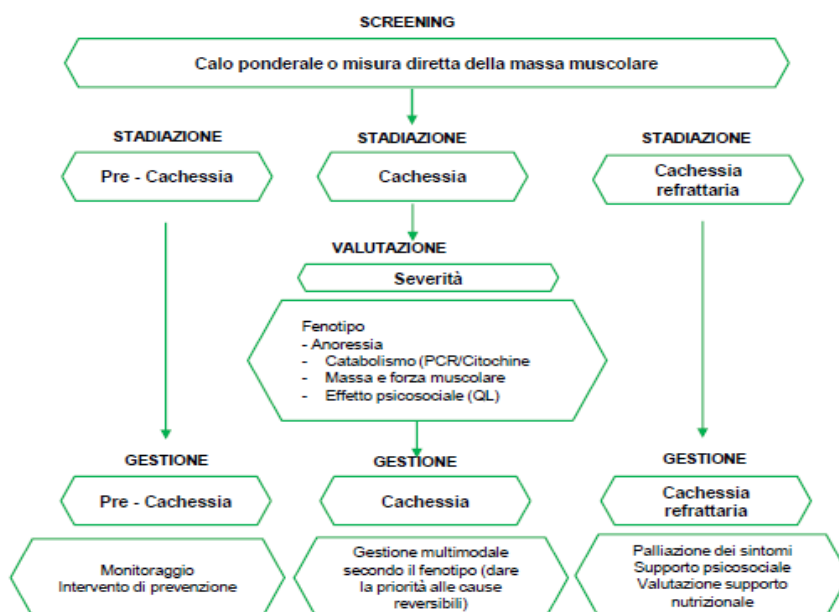 SCREENING
Calo ponderale o misura diretta della massa muscolare
STADIAZIONE
Pre - Cachessia
STADIAZIONE
Cachessia
STADIAZIONE
Cachessia
refrattaria
VALUTAZIONE
Severità
Fenotipo
- Anoressia
- Catabolismo (PCR/Citochine
- Massa e forza muscolare
- Effetto psicosociale (QL)
GESTIONE
Pre - Cachessia
GESTIONE
Cachessia
GESTIONE
Cachessia
refrattaria
Monitoraggio
Intervento di prevenzione
Gestione multimodale
secondo il fenotipo (dare
la priorità alle cause
reversibili)
Palliazione dei sintomi
Supporto psicosociale
Valutazione supporto
nutrizionale